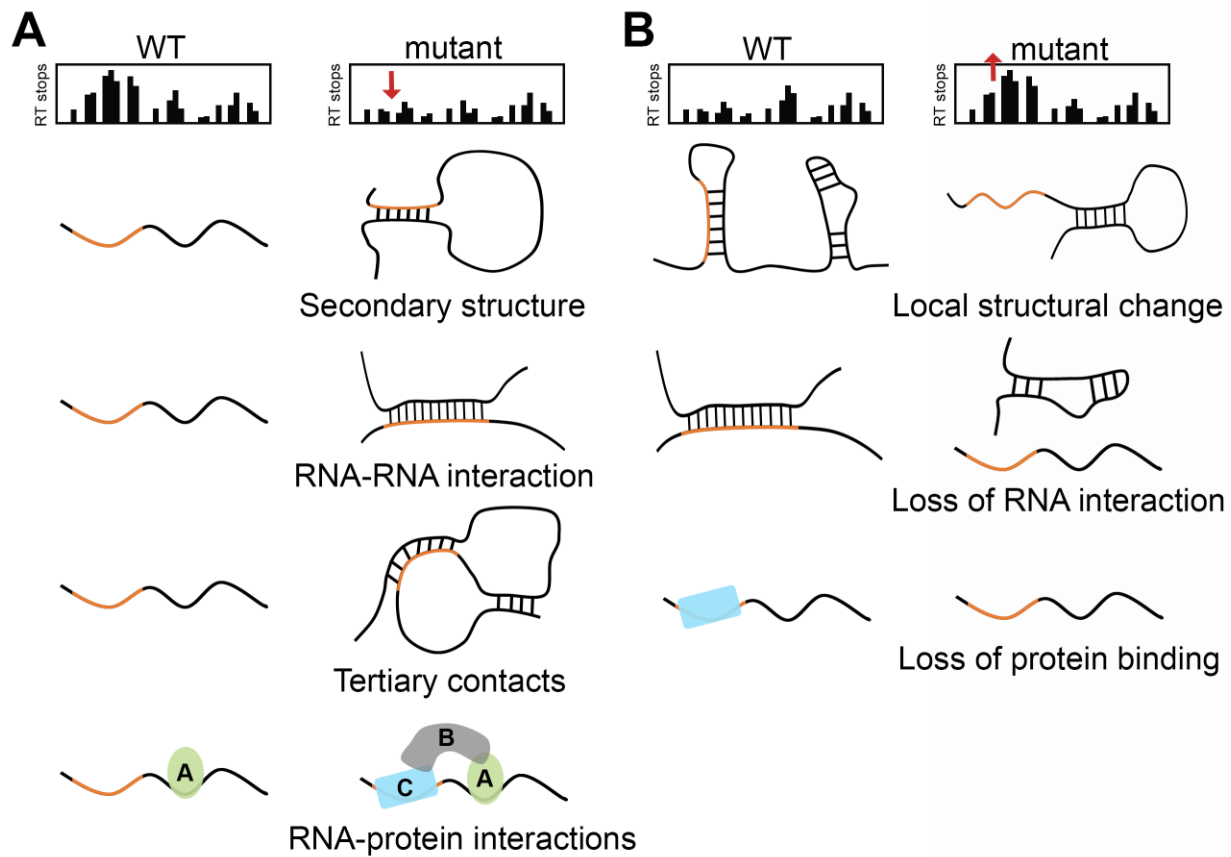 A
WT
mutant
RT stops
RT stops
Secondary structure
RNA-RNA interaction
Tertiary contacts
A
B
C
A
RNA-protein interactions
B
WT
mutant
RT stops
RT stops
Local structural change
Loss of RNA interaction
Loss of protein binding